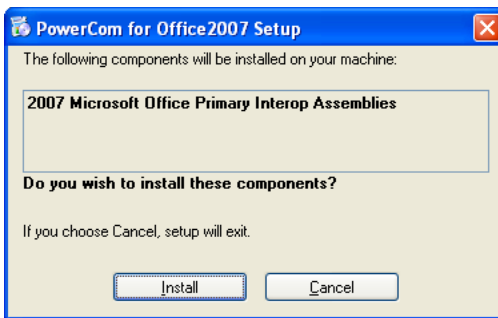 PowerCom for Office2007 Setup
The following components will be installed on your machine:
2007 Microsoft Office Primary Interop Assemblies
Do you wish to install these components?
If you choose Cancel, setup will exit.
Install
Cancel